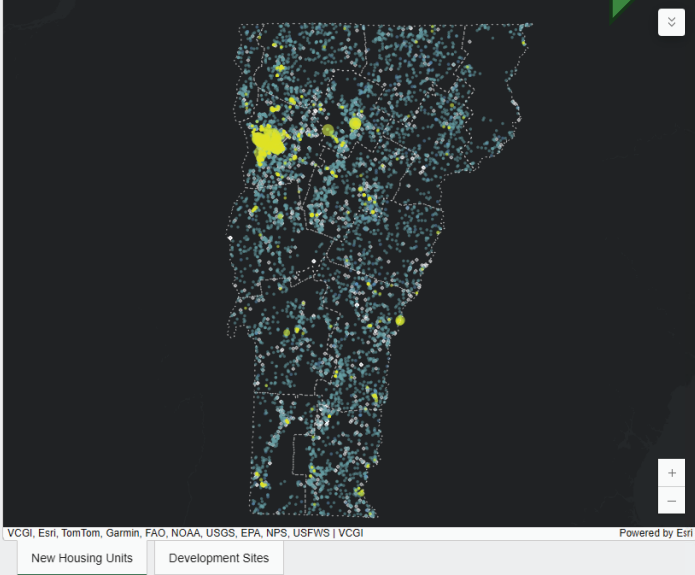 +
−
VCGI, Esri, TomTom, Garmin, FAO, NOAA, USGS, EPA, NPS, USFWS | VCGI Powered by Esri
New Housing Units Development Sites